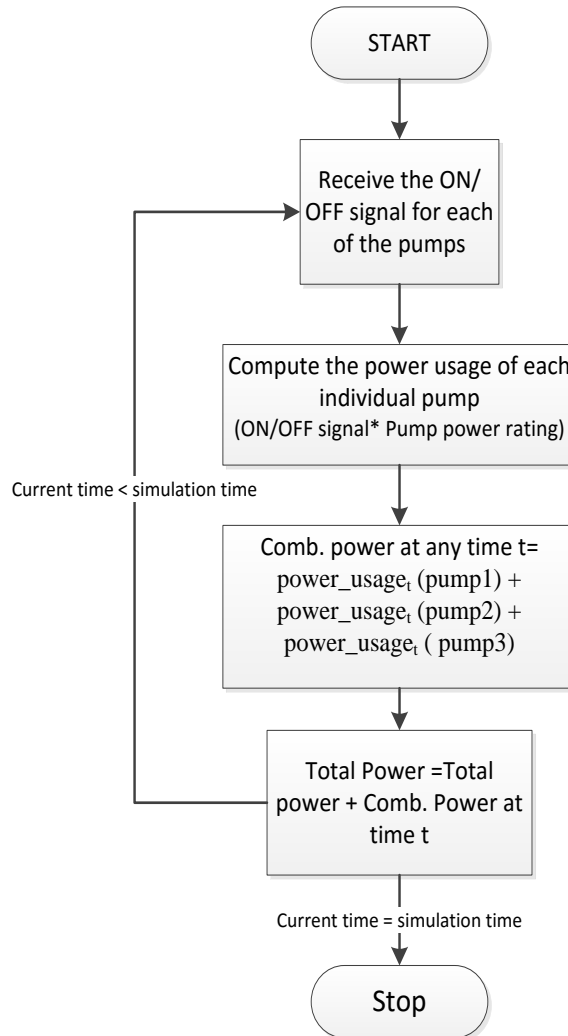 START
Receive the ON/
OFF signal for each
of the pumps
Compute the power usage of each
individual pump
(ON/OFF signal* Pump power rating)
Current time < simulation time
Comb. power at any time t=
power_usageₜ (pump1) +
power_usageₜ (pump2) +
power_usageₜ ( pump3)
Total Power =Total
power + Comb. Power at
time t
Current time = simulation time
Stop